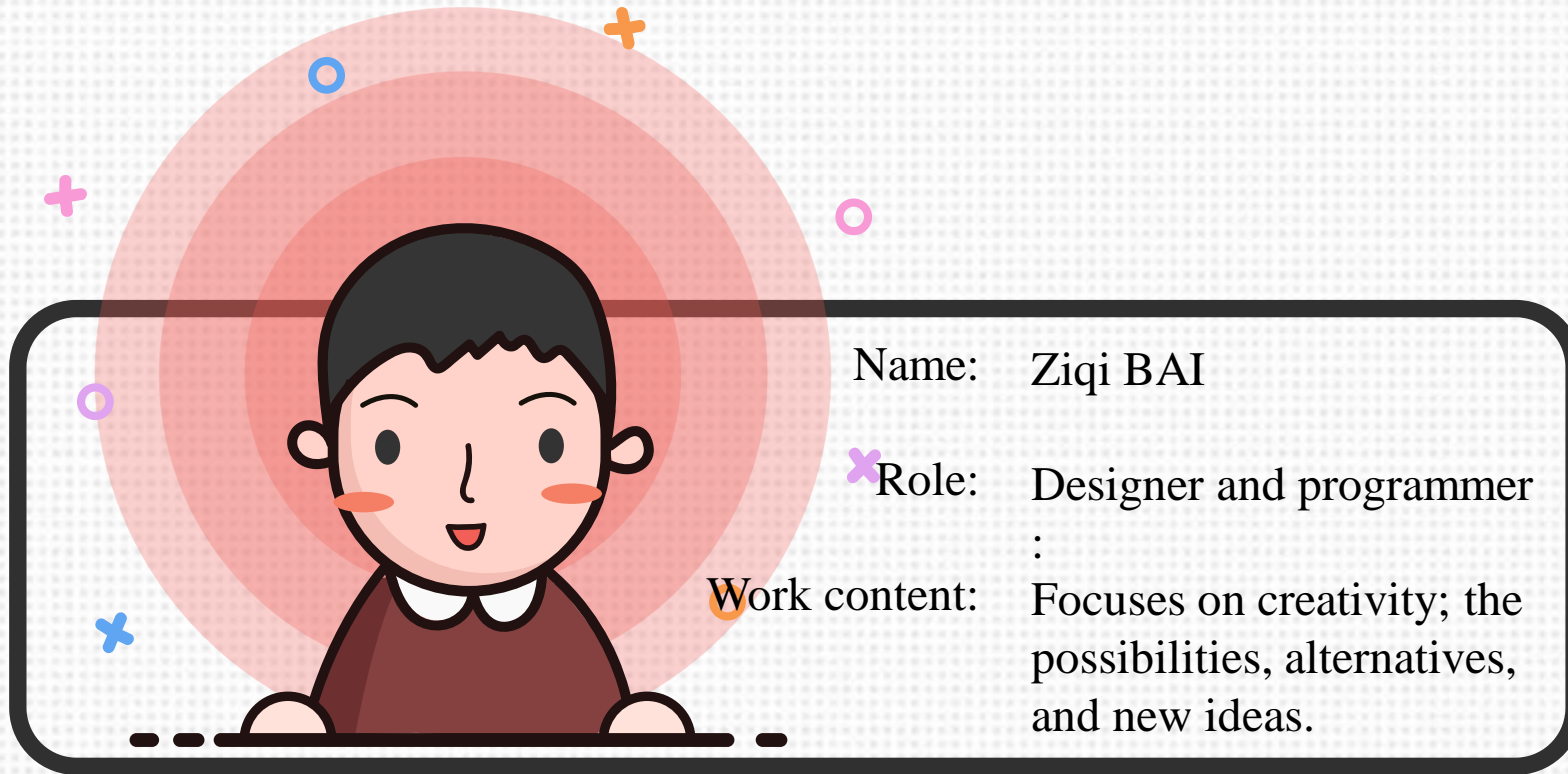 Name: Ziqi BAI
Role: Designer and programmer
:
Work content: Focuses on creativity; the
possibilities, alternatives,
and new ideas.